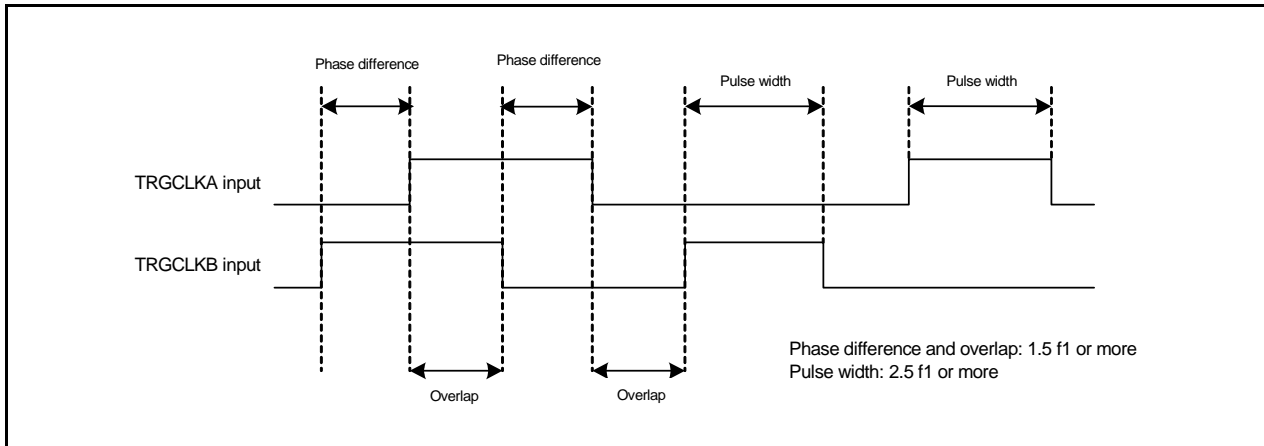 Phase difference
Phase difference
Pulse width
Pulse width
TRGCLKA input
TRGCLKB input
Overlap
Overlap
Phase difference and overlap: 1.5 f1 or more
Pulse width: 2.5 f1 or more